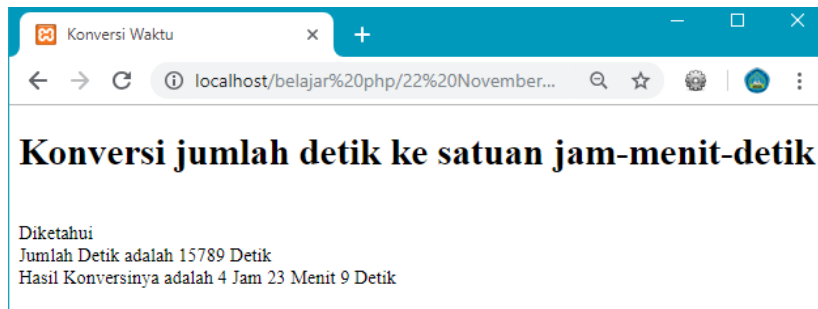 Konversi Waktu
localhost/belajar%20php/22%20November...
Konversi jumlah detik ke satuan jam-menit-detik
Diketahui
Jumlah Detik adalah 15789 Detik
Hasil Konversinya adalah 4 Jam 23 Menit 9 Detik